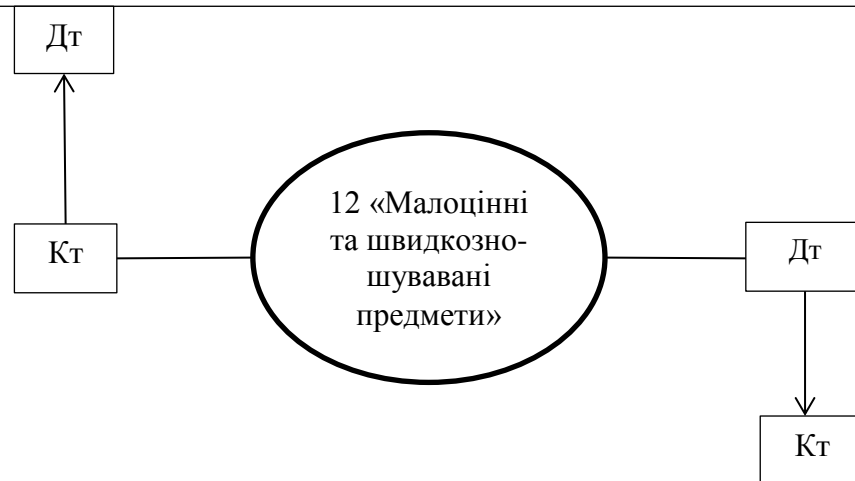 Дт
12 «Малоцінні
та швидкозно-
шувавані
предмети»
Кт
Дт
Кт